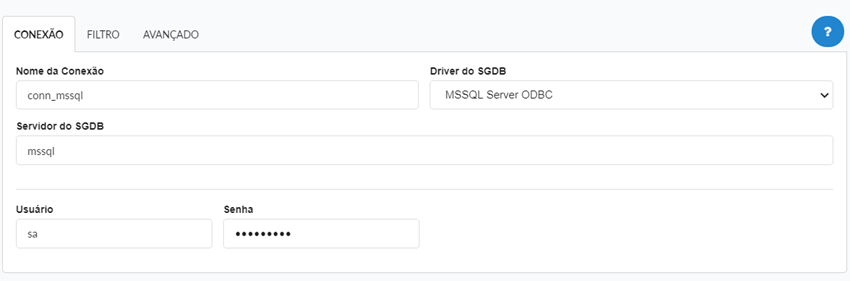 CONEXÃO FILTRO AVANÇADO ?
Nome da Conexão Driver do SGDB
conn_mssql MSSQL Server ODBC
Servidor do SGDB
mssql
Usuário Senha
sa •••••••••